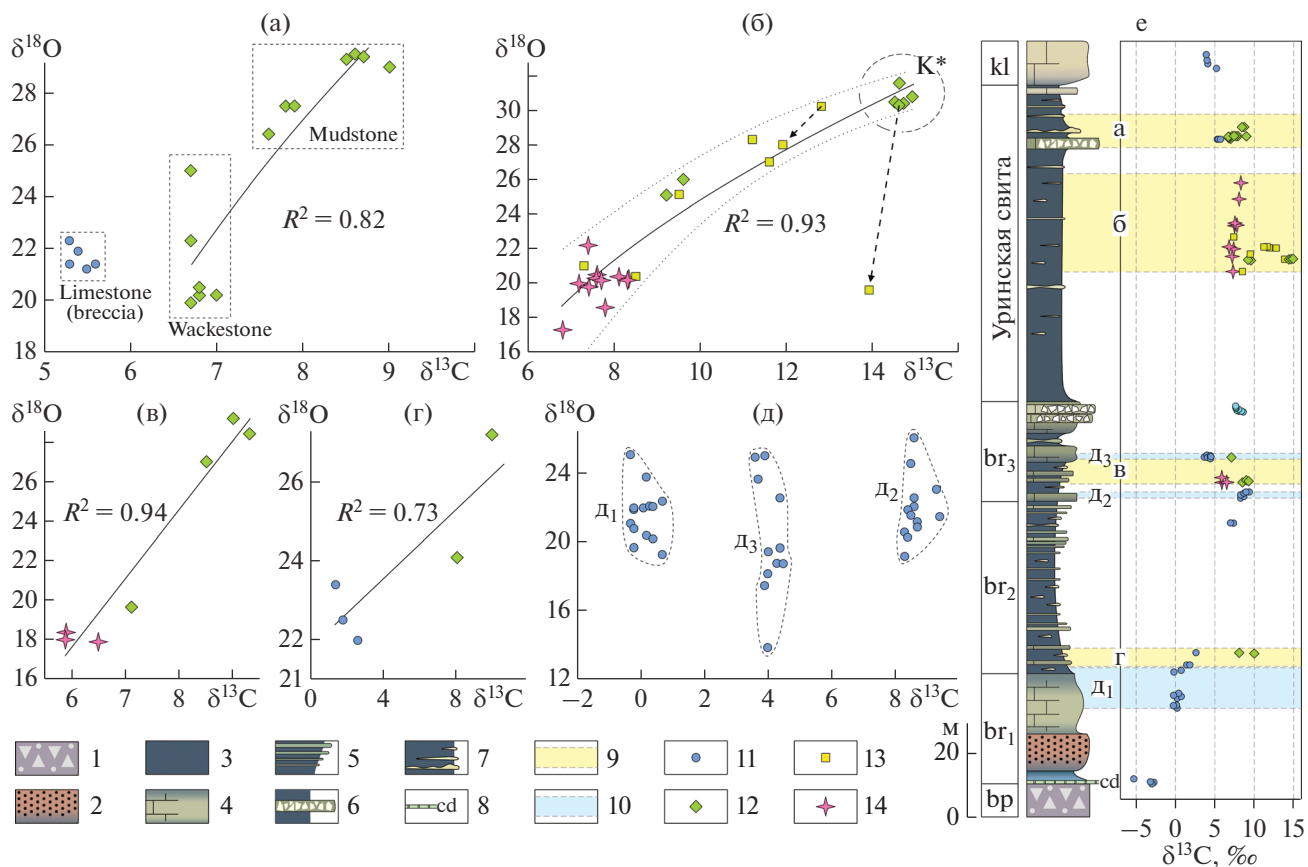 (а)
δ¹⁸O
28
26
24
22
20
18
5
6
7
8
9
δ¹³C
Mudstone
R² = 0.82
Limestone
(breccia)
Wackestone
(б)
δ¹⁸O
K*
30
28
26
24
22
20
18
16
6
8
10
12
14
δ¹³C
R² = 0.93
(в)
δ¹⁸O
28
26
24
22
20
18
16
6
7
8
9
δ¹³C
R² = 0.94
(г)
δ¹⁸O
26
24
22
21
0
4
8
δ¹³C
R² = 0.73
(д)
δ¹⁸O
24
22
20
18
16
14
−2
0
2
4
6
8
δ¹³C
д₁
д₃
д₂
е
kl
Уринская свита
br₃
br₂
br₁
bp
а
б
д₃
в
д₂
г
д₁
cd
м
20
0
−5
0
5
10
15
δ¹³C, ‰
1
3
5
7
9
11
13
2
4
6
cd
8
10
12
14